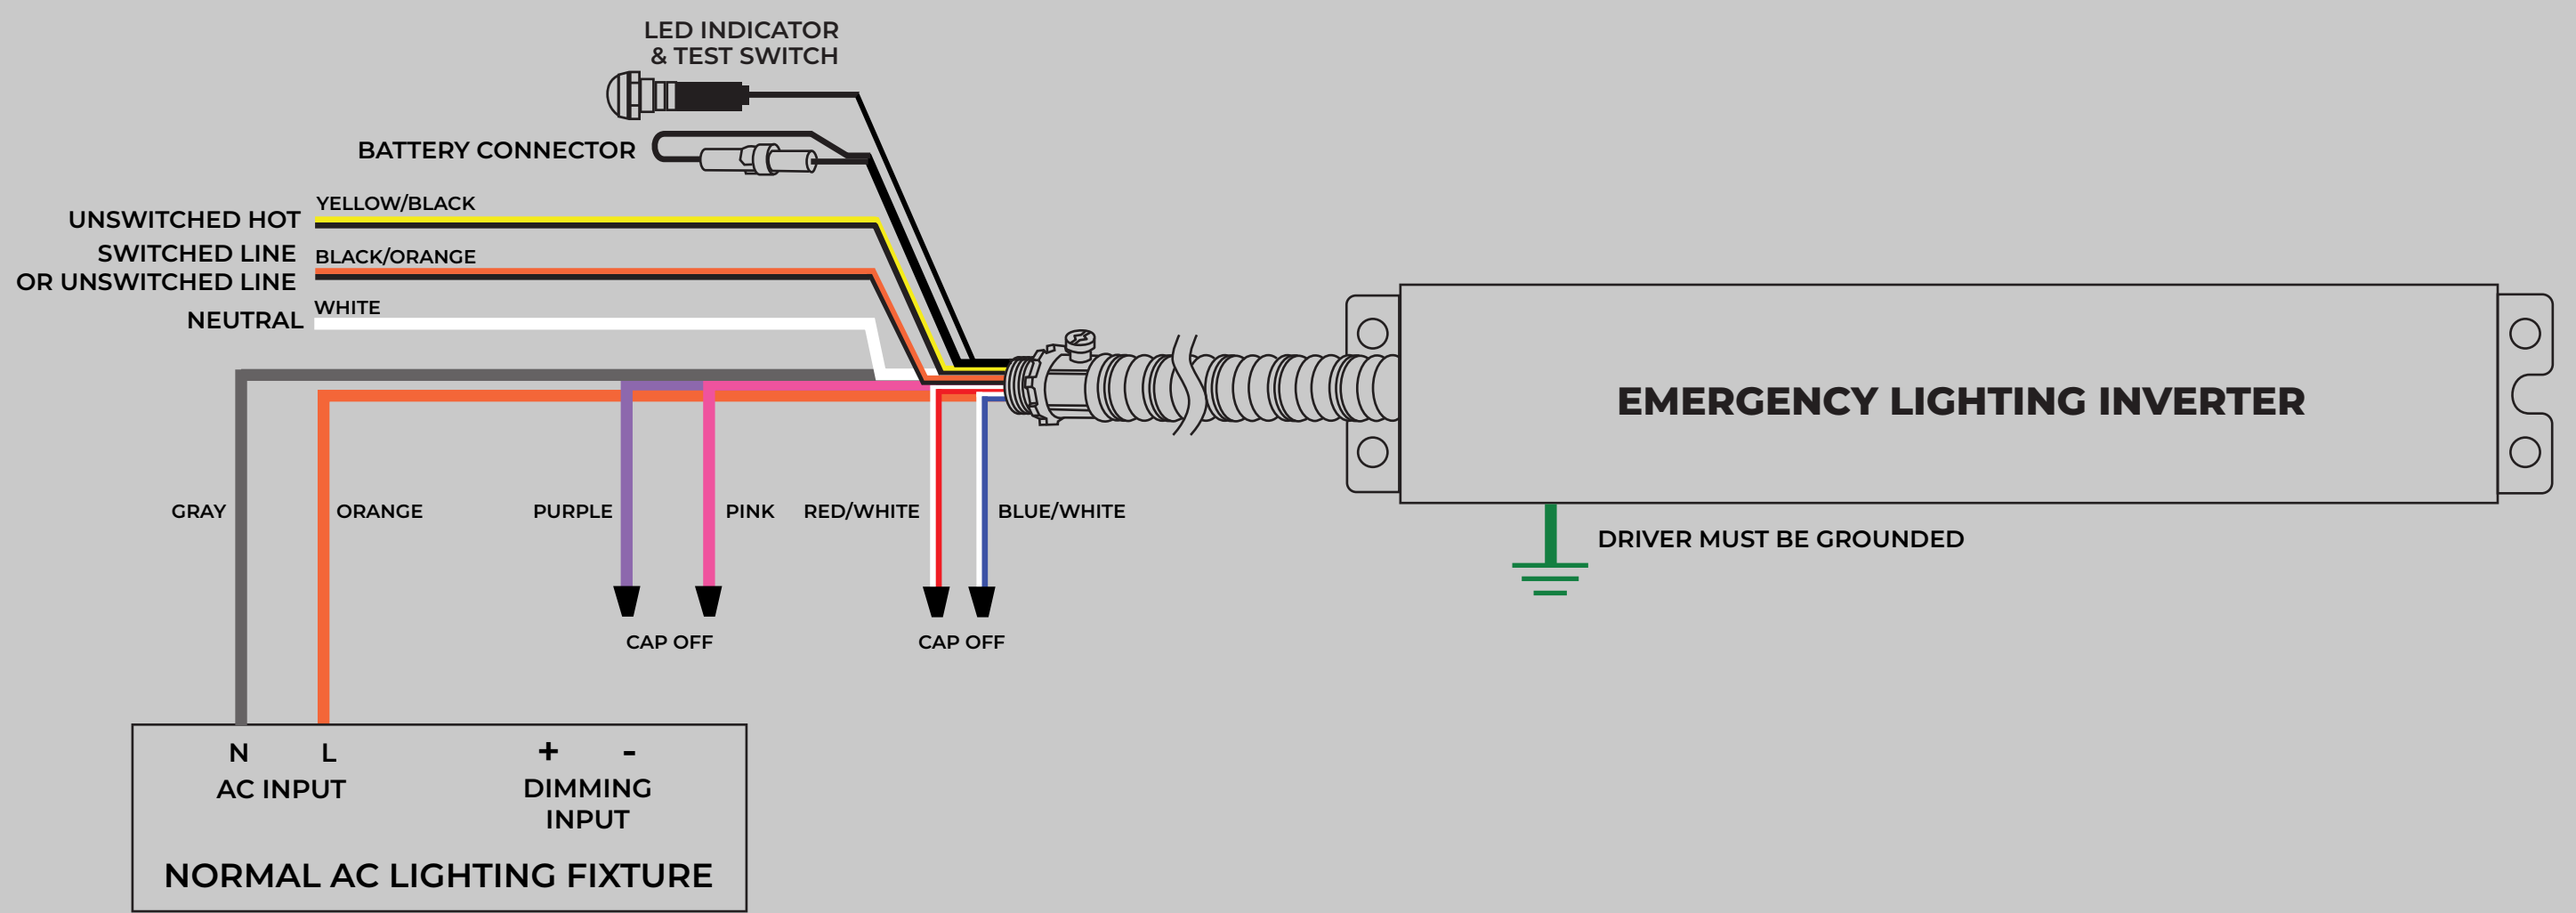 LED INDICATOR
& TEST SWITCH
BATTERY CONNECTOR
YELLOW/BLACK
UNSWITCHED HOT
SWITCHED LINE
OR UNSWITCHED LINE
BLACK/ORANGE
WHITE
NEUTRAL
EMERGENCY LIGHTING INVERTER
GRAY
ORANGE
PURPLE
PINK
RED/WHITE
BLUE/WHITE
DRIVER MUST BE GROUNDED
CAP OFF
CAP OFF
N L
+ -
AC INPUT
DIMMING
INPUT
NORMAL AC LIGHTING FIXTURE